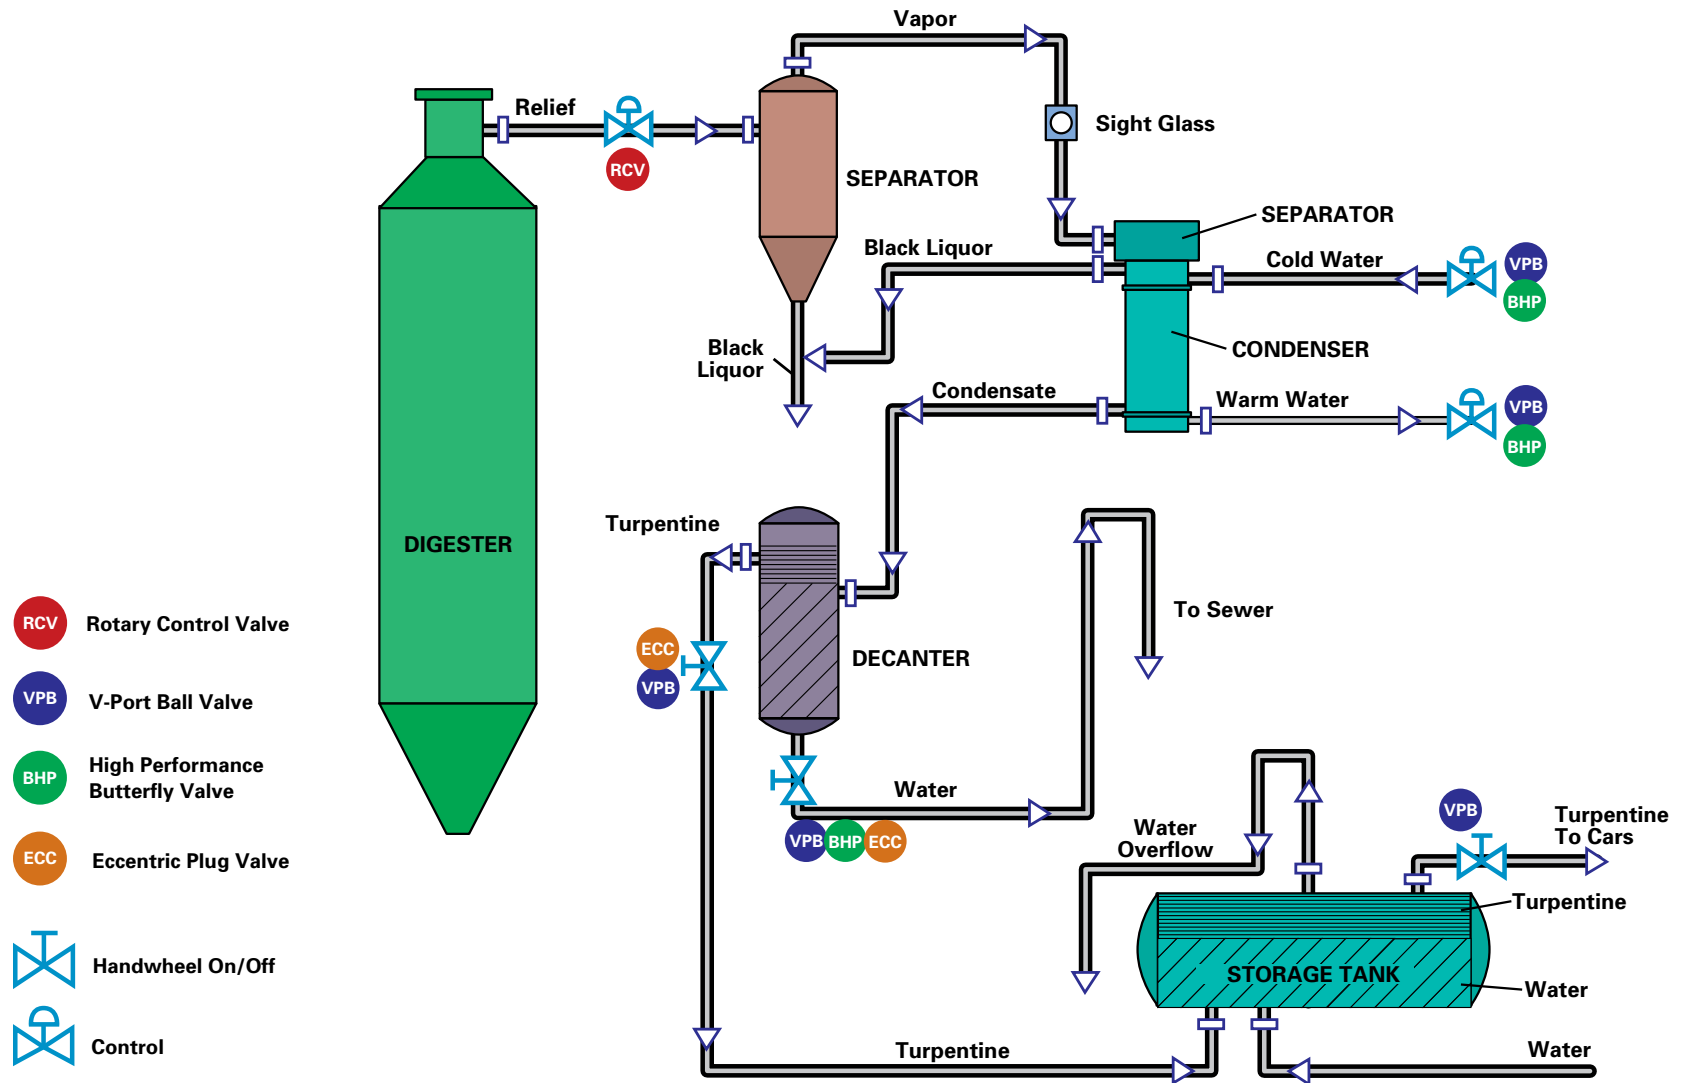 Vapor
Relief
RCV
Sight Glass
SEPARATOR
SEPARATOR
Black Liquor
Cold Water
VPB
BHP
Black
Liquor
CONDENSER
Condensate
Warm Water
VPB
BHP
Turpentine
DIGESTER
To Sewer
ECC
VPB
DECANTER
RCV
Rotary Control Valve
VPB
V-Port Ball Valve
BHP
High Performance
Butterfly Valve
ECC
Eccentric Plug Valve
Handwheel On/Off
Control
Water
VPB
BHP
ECC
Water
Overflow
VPB
Turpentine
To Cars
Turpentine
STORAGE TANK
Water
Turpentine
Water